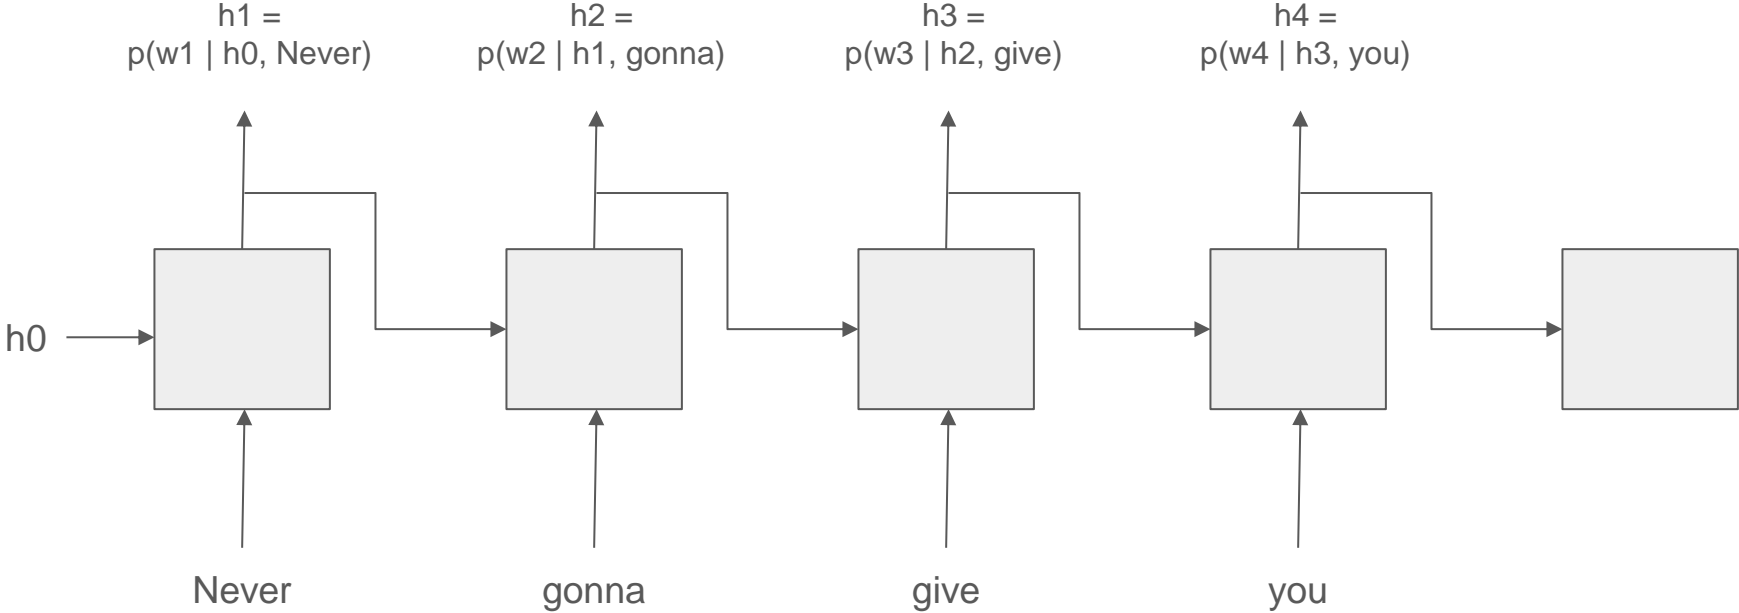 h1 =
p(w1 | h0, Never)
h2 =
p(w2 | h1, gonna)
h3 =
p(w3 | h2, give)
h4 =
p(w4 | h3, you)
h0
Never
gonna
give
you